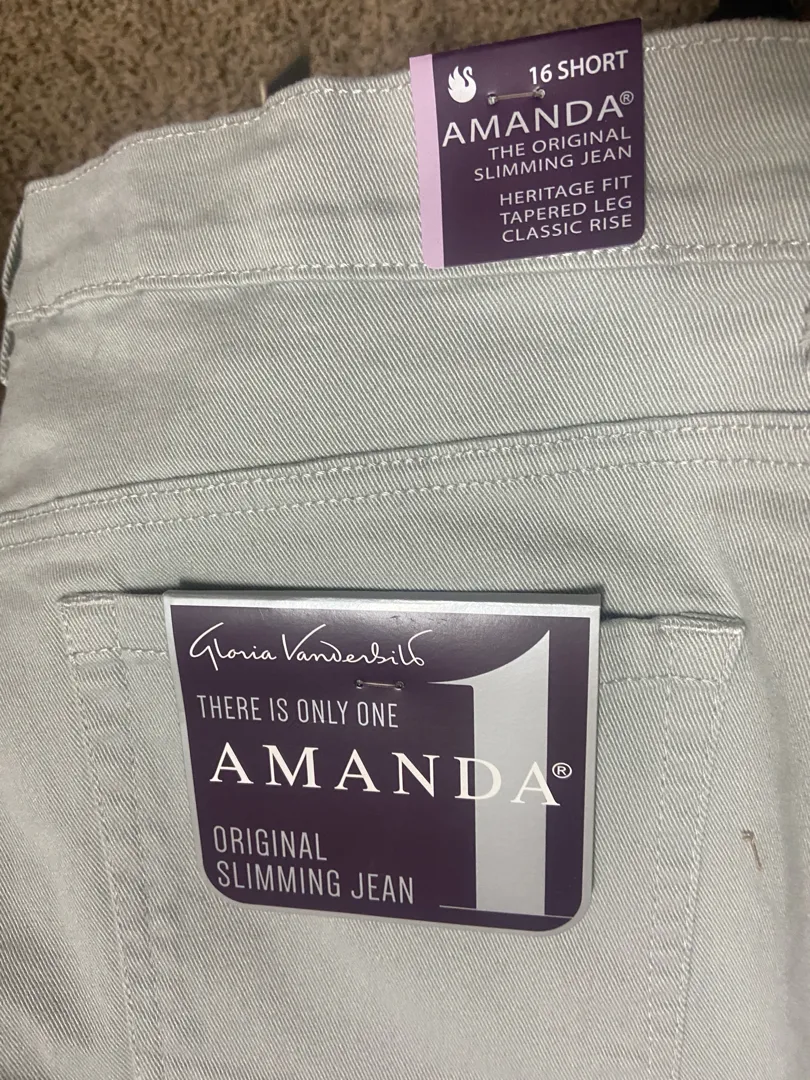 16 SHORT
AMANDA®
THE ORIGINAL
SLIMMING JEAN
HERITAGE FIT
TAPERED LEG
CLASSIC RISE
Gloria Vanderbilt
THERE IS ONLY ONE
1
AMANDA®
ORIGINAL
SLIMMING JEAN